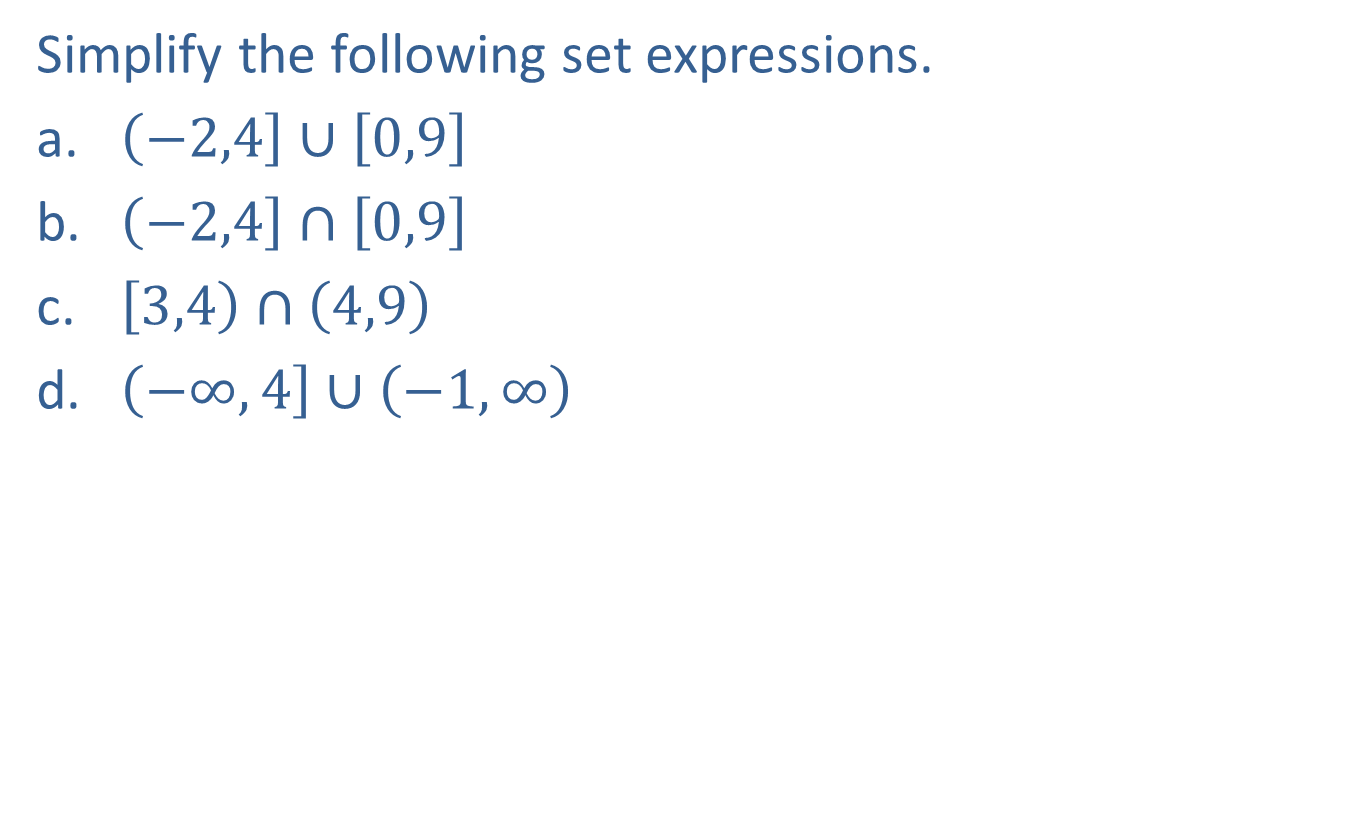 Simplify the following set expressions.
a. (−2,4] ∪ [0,9]
b. (−2,4] ∩ [0,9]
c. [3,4) ∩ (4,9)
d. (−∞, 4] ∪ (−1, ∞)